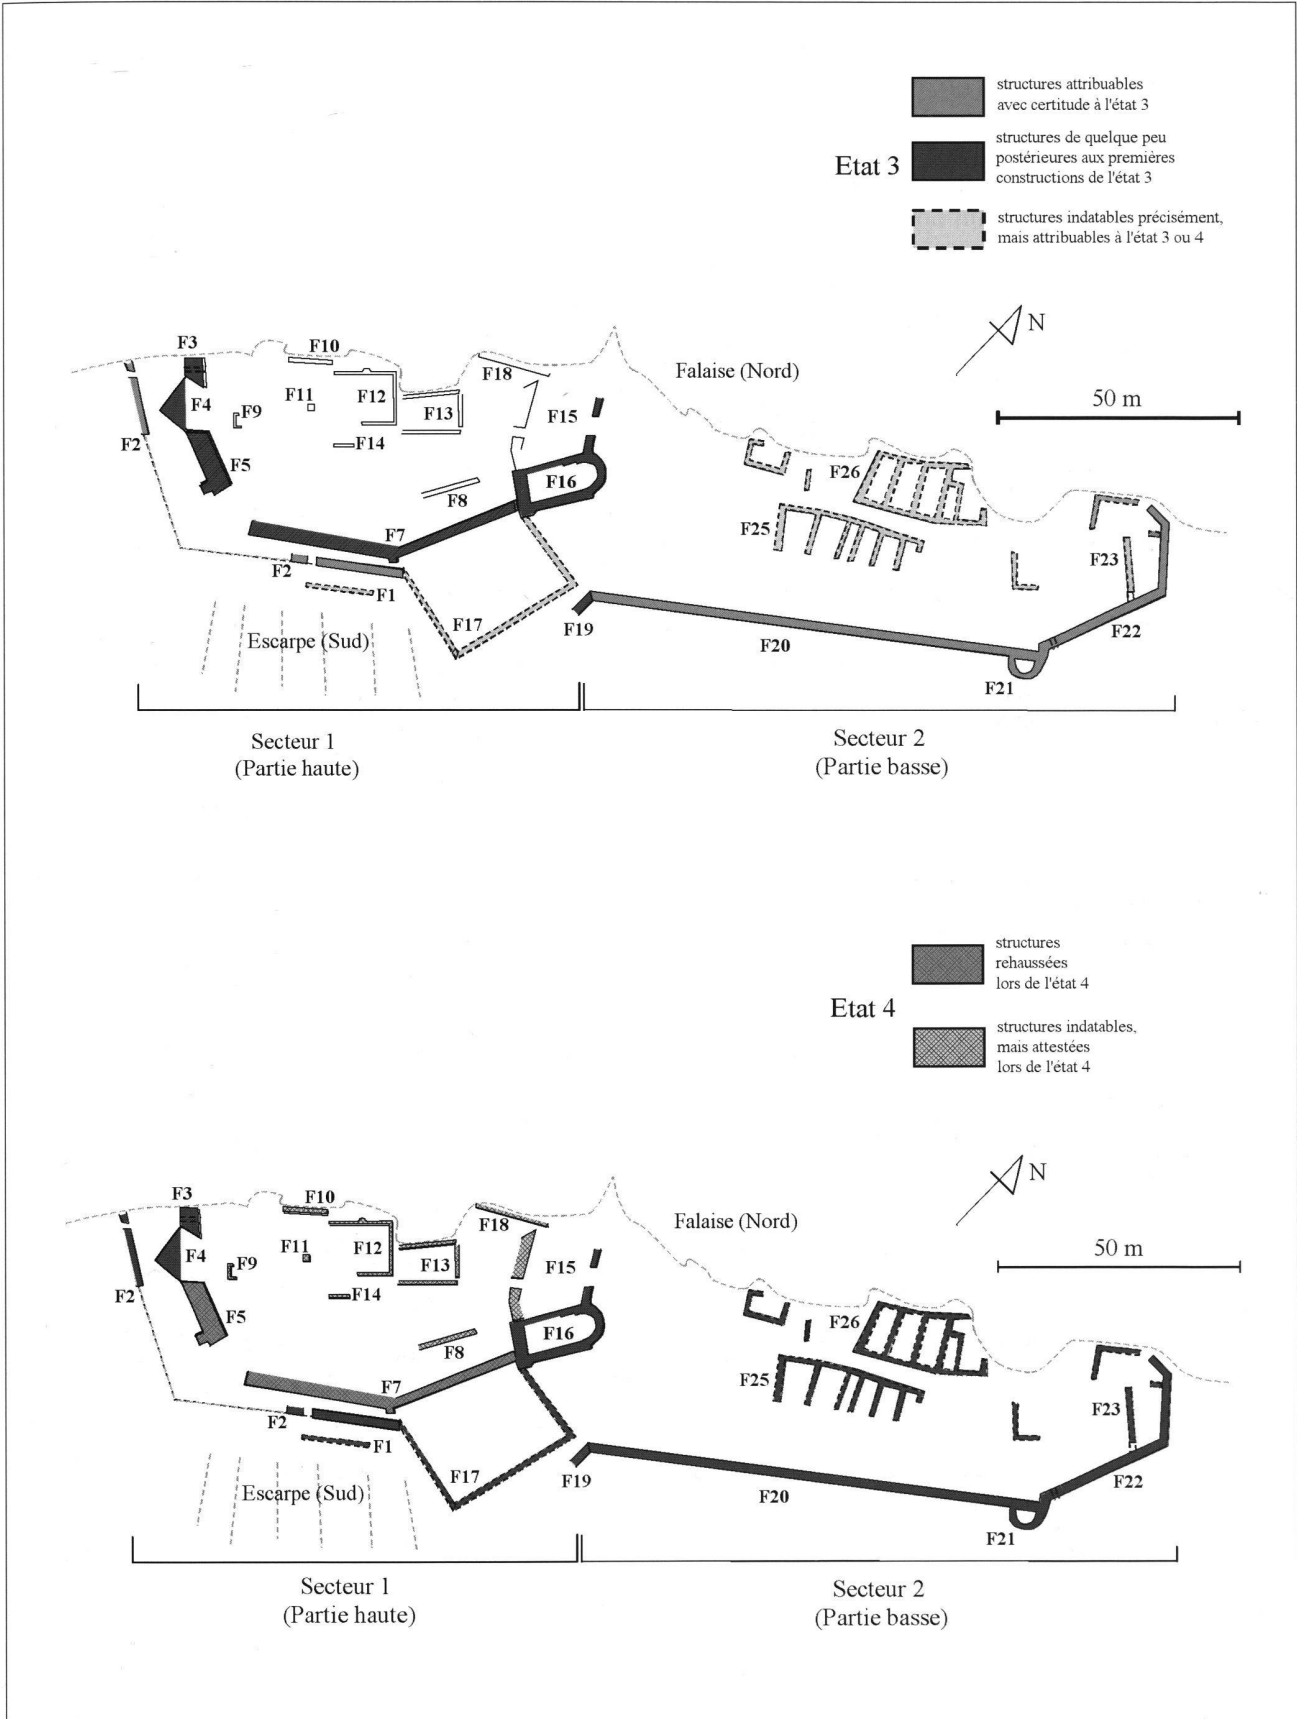 structures attribuables
avec certitude à l'état 3
Etat 3
structures de quelque peu
postérieures aux premières
constructions de l'état 3
structures indatables précisément,
mais attribuables à l'état 3 ou 4
N
50 m
Falaise (Nord)
F3
F10
F18
F4
F11
F12
F9
F13
F15
F2
F14
F5
F8
F16
F26
F25
F7
F2
F1
F23
F17
F19
F22
Escarpe (Sud)
F20
F21
Secteur 1
(Partie haute)
Secteur 2
(Partie basse)
structures
rehaussées
lors de l'état 4
Etat 4
structures indatables,
mais attestées
lors de l'état 4
N
50 m
Falaise (Nord)
F3
F10
F18
F4
F11
F12
F9
F13
F15
F2
F14
F5
F8
F16
F26
F25
F7
F2
F1
F23
F17
F19
F22
Escarpe (Sud)
F20
F21
Secteur 1
(Partie haute)
Secteur 2
(Partie basse)